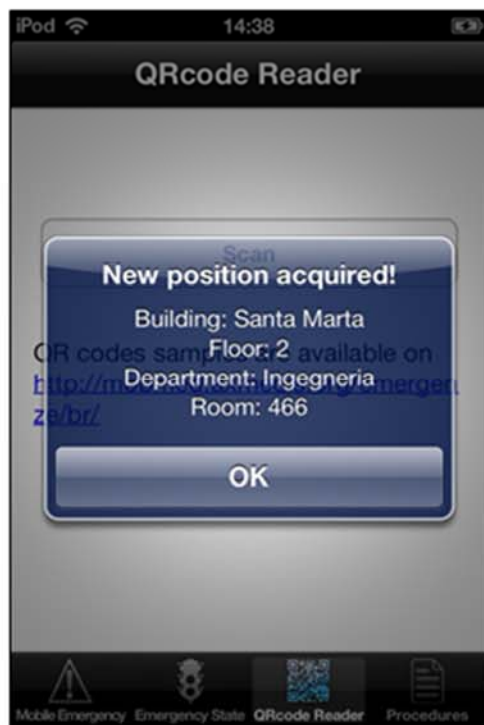 iPod 14:38
QRcode Reader
Scan
New position acquired!
Building: Santa Marta
Floor: 2
QR codes sample are available on
Department: Ingegneria
Room: 466
ze/br/
OK
Mobile Emergency Emergency State QRcode Reader Procedures